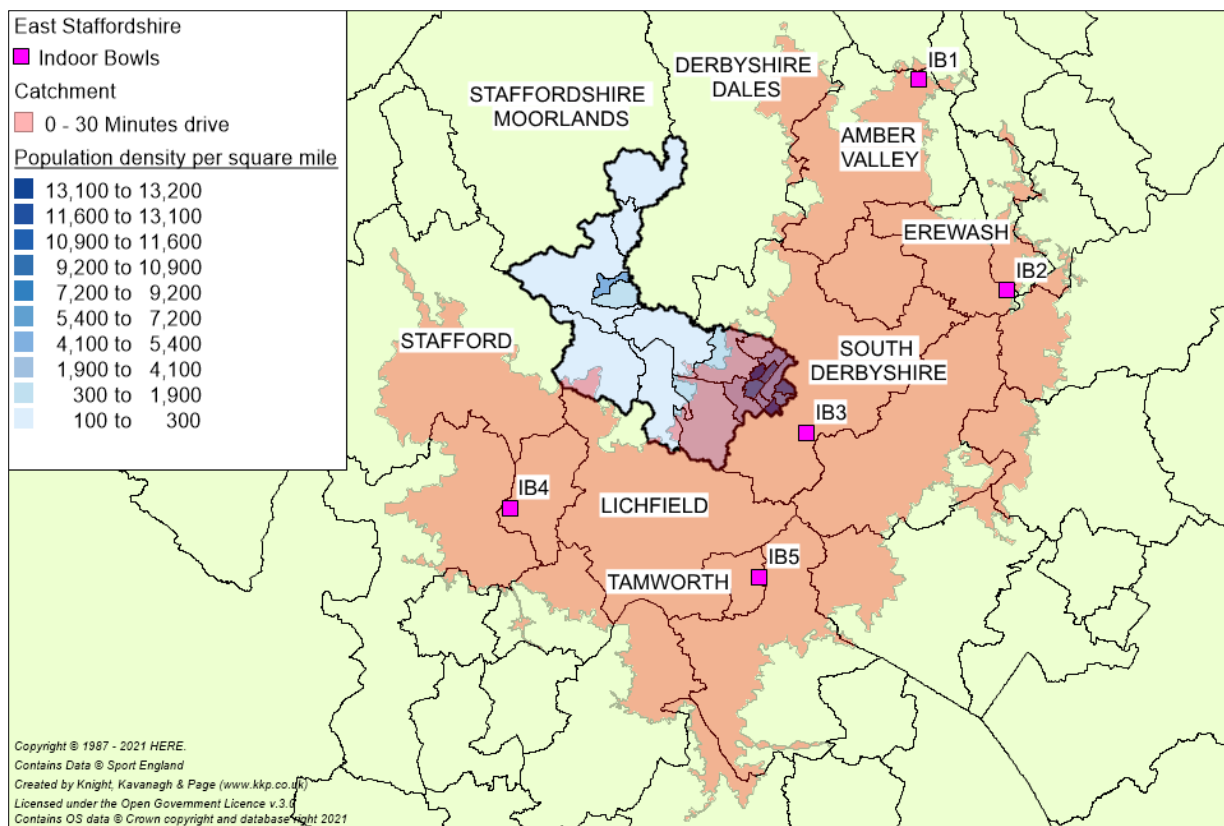 East Staffordshire
Indoor Bowls
Catchment
0 - 30 Minutes drive
Population density per square mile
13,100 to 13,200
11,600 to 13,100
10,900 to 11,600
9,200 to 10,900
7,200 to 9,200
5,400 to 7,200
4,100 to 5,400
1,900 to 4,100
300 to 1,900
100 to 300
DERBYSHIRE
DALES
IB1
STAFFORDSHIRE
MOORLANDS
AMBER
VALLEY
EREWASH
IB2
STAFFORD
SOUTH
DERBYSHIRE
IB3
IB4
LICHFIELD
TAMWORTH
IB5
Copyright © 1987 - 2021 HERE.
Contains Data © Sport England
Created by Knight, Kavanagh & Page (www.kkp.co.uk)
Licensed under the Open Government Licence v.3.0
Contains OS data © Crown copyright and database right 2021